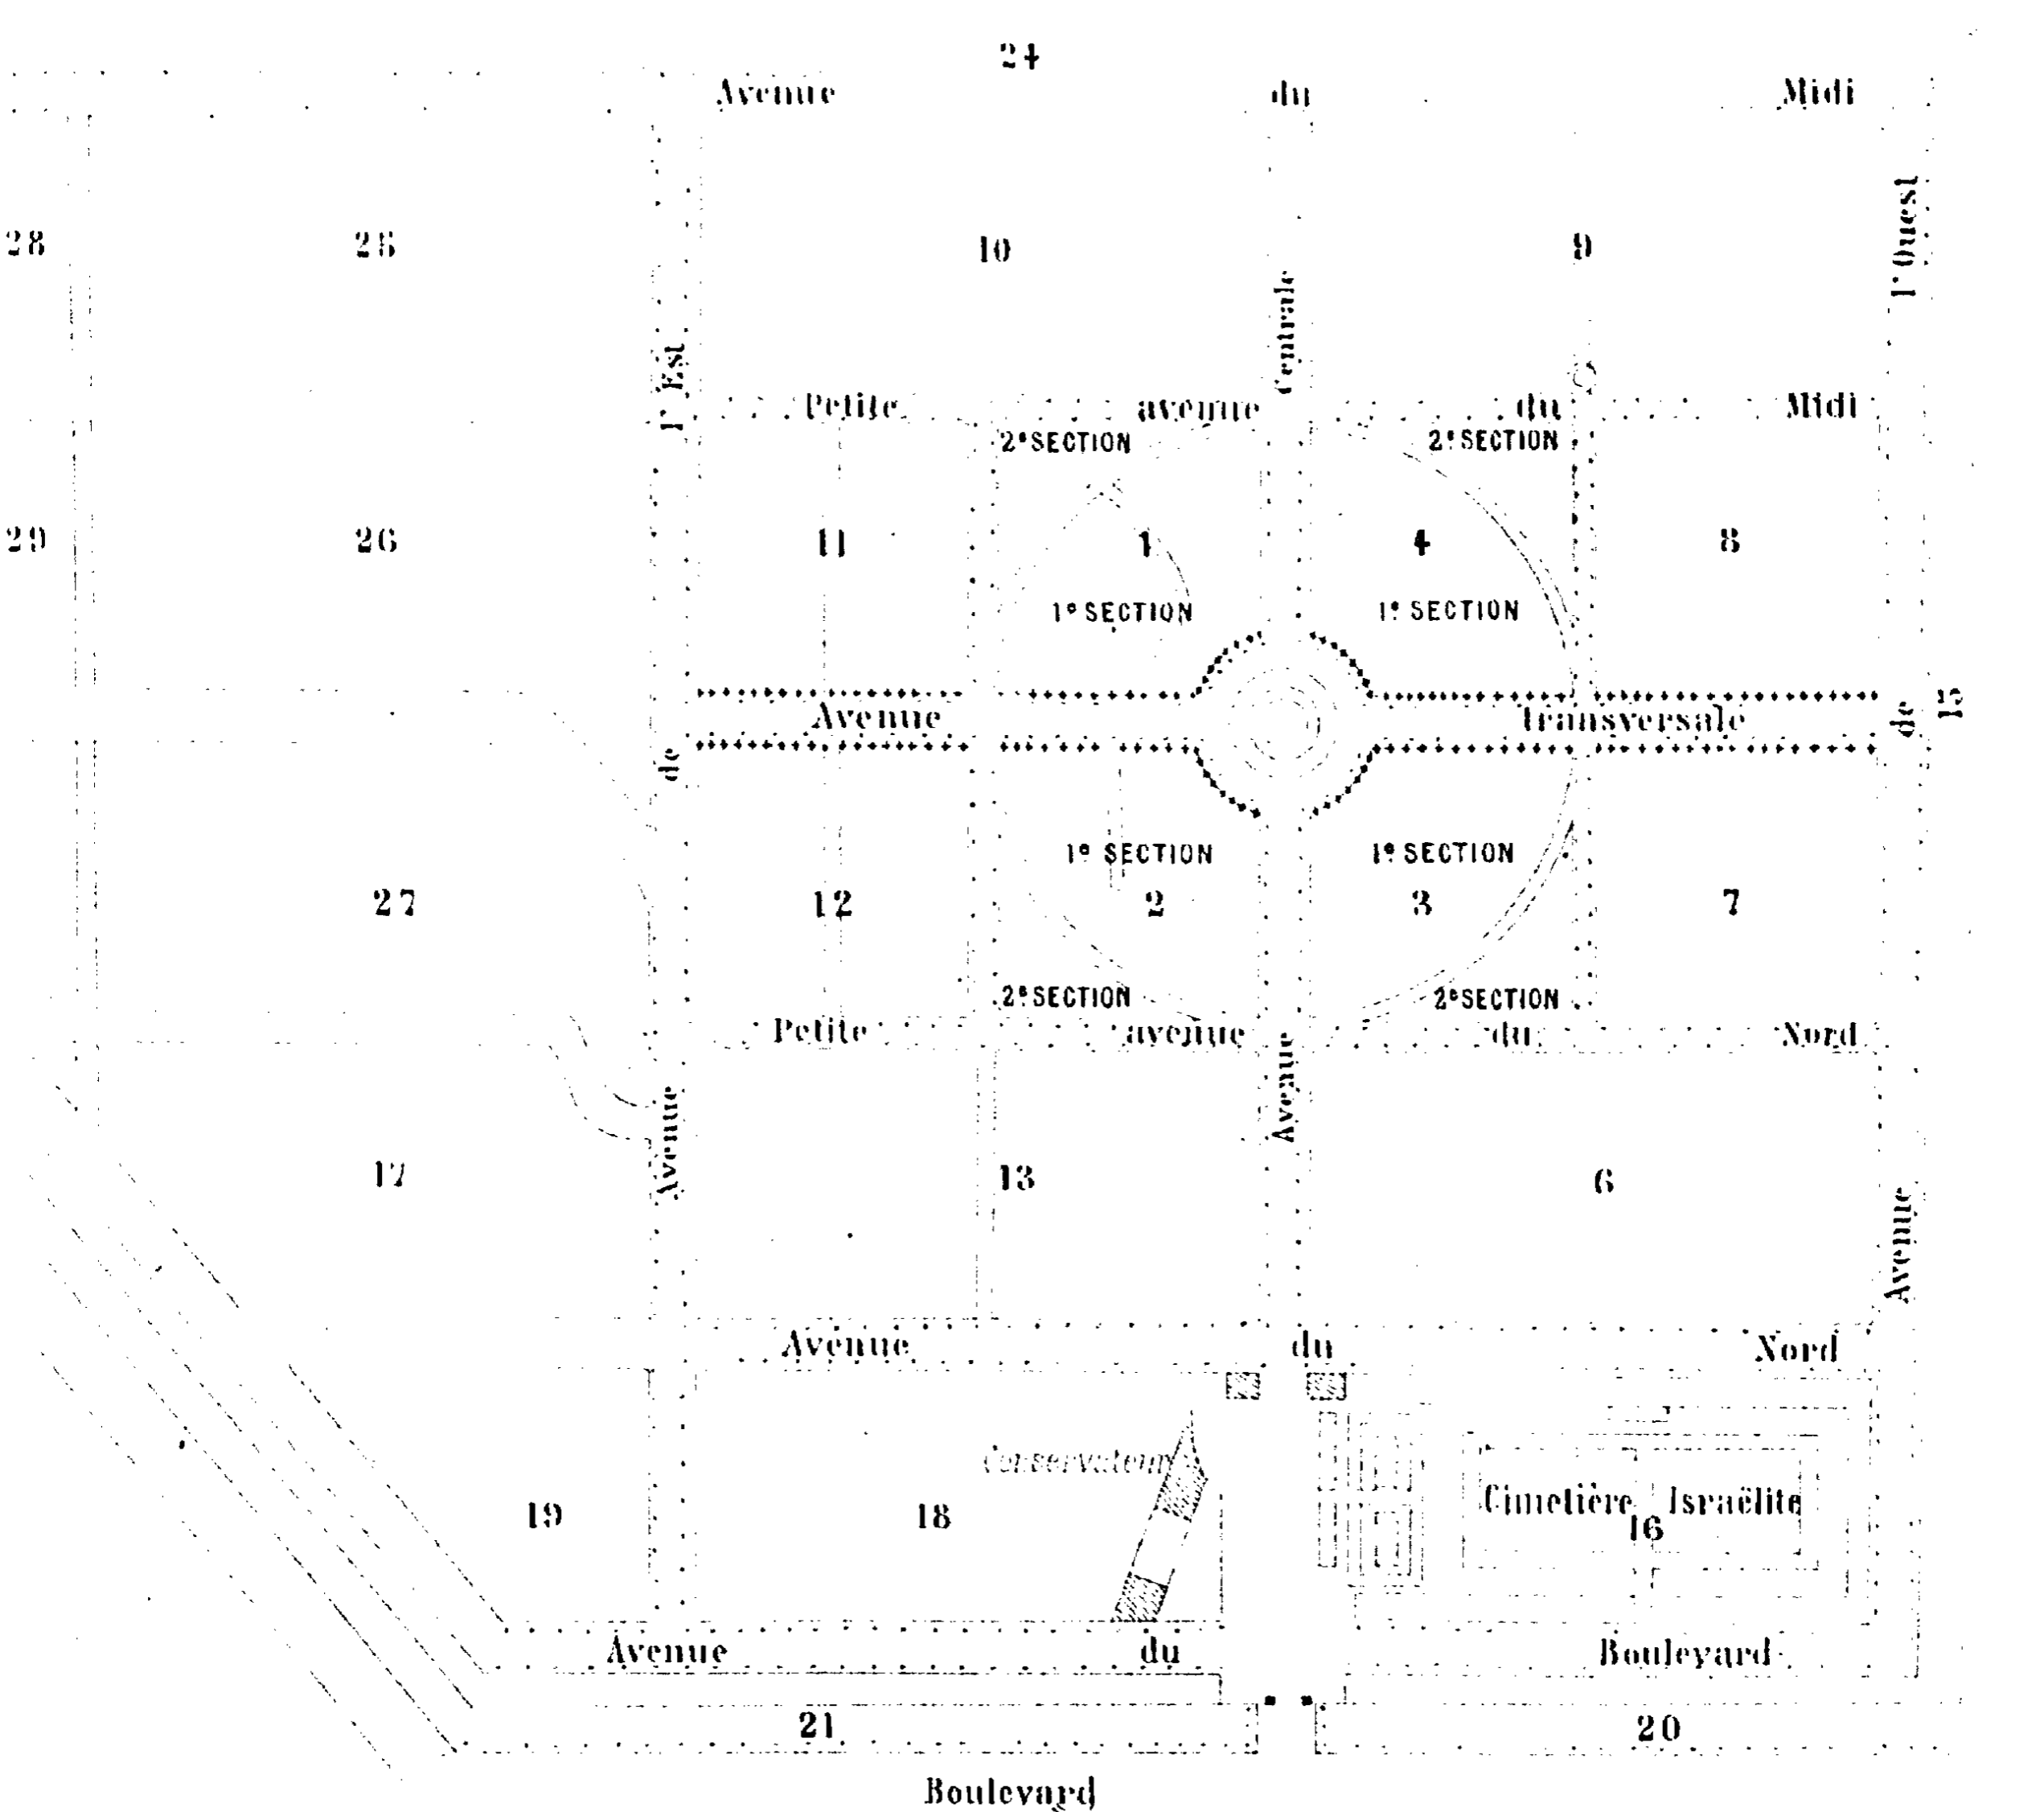 24
Avenue du Midi
28 25 10 9
l'Ouest
Centrale
l'Est
Petite avenue du Midi
2e SECTION 2e SECTION
29 26 11 1 4 8
1e SECTION 1e SECTION
Avenue Transversale
de
de
15
1e SECTION 1e SECTION
27 12 2 3 7
2e SECTION 2e SECTION
Petite avenue du Nord
Avenue
Avenue
Avenue
17 13 6
Avenue du Nord
Conservateur
Cimetière Israëlite
16
19 18
Avenue du Boulevard
21 20
Boulevard